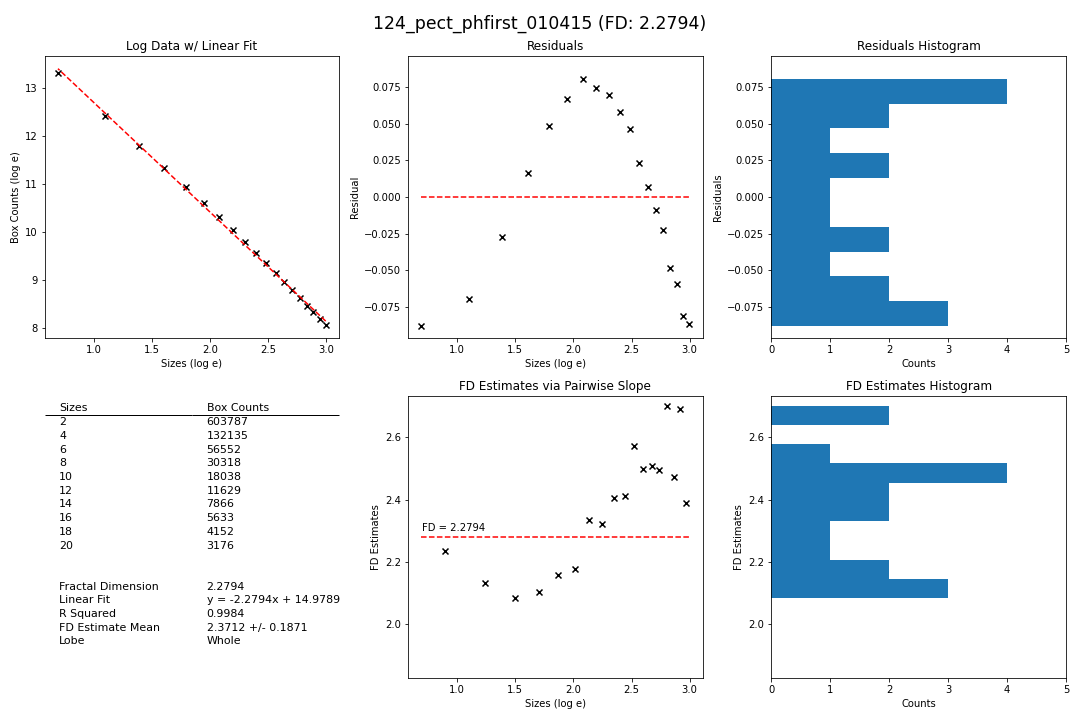 124_pect_phfirst_010415 (FD: 2.2794)
Log Data w/ Linear Fit
Box Counts (log e)
13
12
11
10
9
8
1.0 1.5 2.0 2.5 3.0
Sizes (log e)
Residuals
Residual
0.075
0.050
0.025
0.000
−0.025
−0.050
−0.075
1.0 1.5 2.0 2.5 3.0
Sizes (log e)
Residuals Histogram
Residuals
0.075
0.050
0.025
0.000
−0.025
−0.050
−0.075
0 1 2 3 4 5
Counts
Sizes Box Counts
2 603787
4 132135
6 56552
8 30318
10 18038
12 11629
14 7866
16 5633
18 4152
20 3176
Fractal Dimension 2.2794
Linear Fit y = -2.2794x + 14.9789
R Squared 0.9984
FD Estimate Mean 2.3712 +/- 0.1871
Lobe Whole
FD Estimates via Pairwise Slope
FD Estimates
2.6
2.4
2.2
2.0
FD = 2.2794
1.0 1.5 2.0 2.5 3.0
Sizes (log e)
FD Estimates Histogram
FD Estimates
2.6
2.4
2.2
2.0
0 1 2 3 4 5
Counts